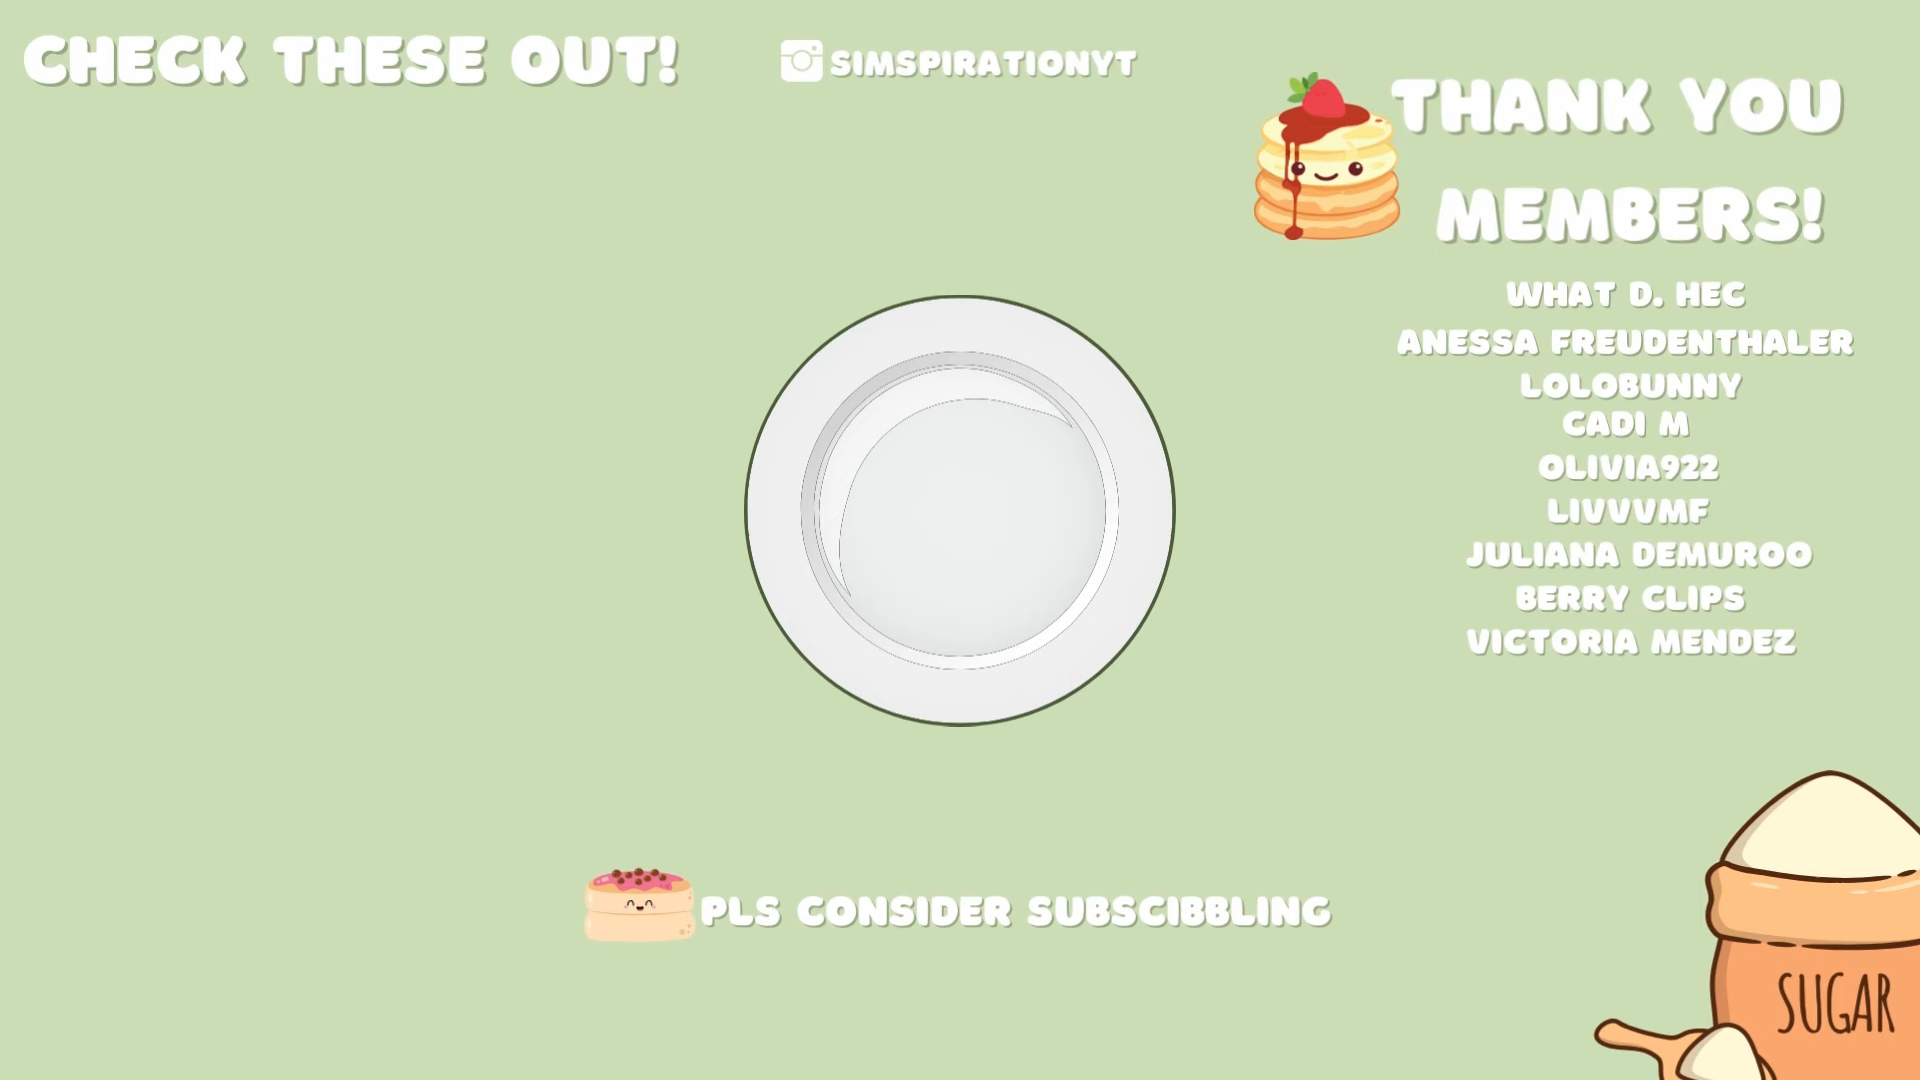 CHECK THESE OUT!
SIMSPIRATIONYT
THANK YOU
MEMBERS!
WHAT D. HEC
ANESSA FREUDENTHALER
LOLOBUNNY
CADI M
OLIVIA922
LIVVVMF
JULIANA DEMUROO
BERRY CLIPS
VICTORIA MENDEZ
PLS CONSIDER SUBSCIBBLING
SUGAR